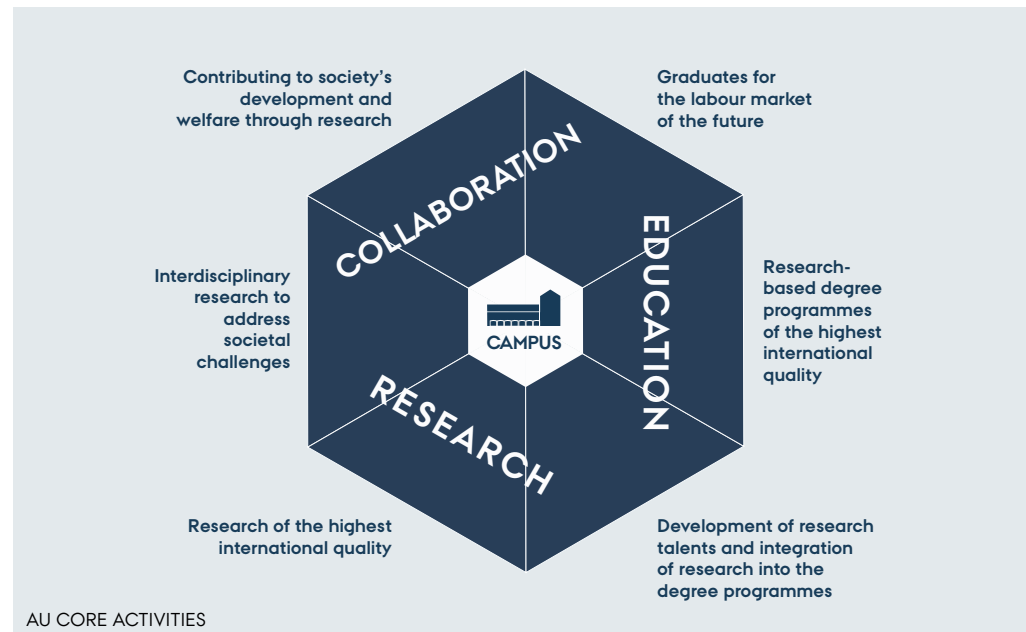 Contributing to society's
development and
welfare through research
Graduates for
the labour market
of the future
COLLABORATION
EDUCATION
Interdisciplinary
research to
address
societal
challenges
CAMPUS
Research-
based degree
programmes
of the highest
international
quality
RESEARCH
Research of the highest
international quality
Development of research
talents and integration
of research into the
degree programmes
AU CORE ACTIVITIES